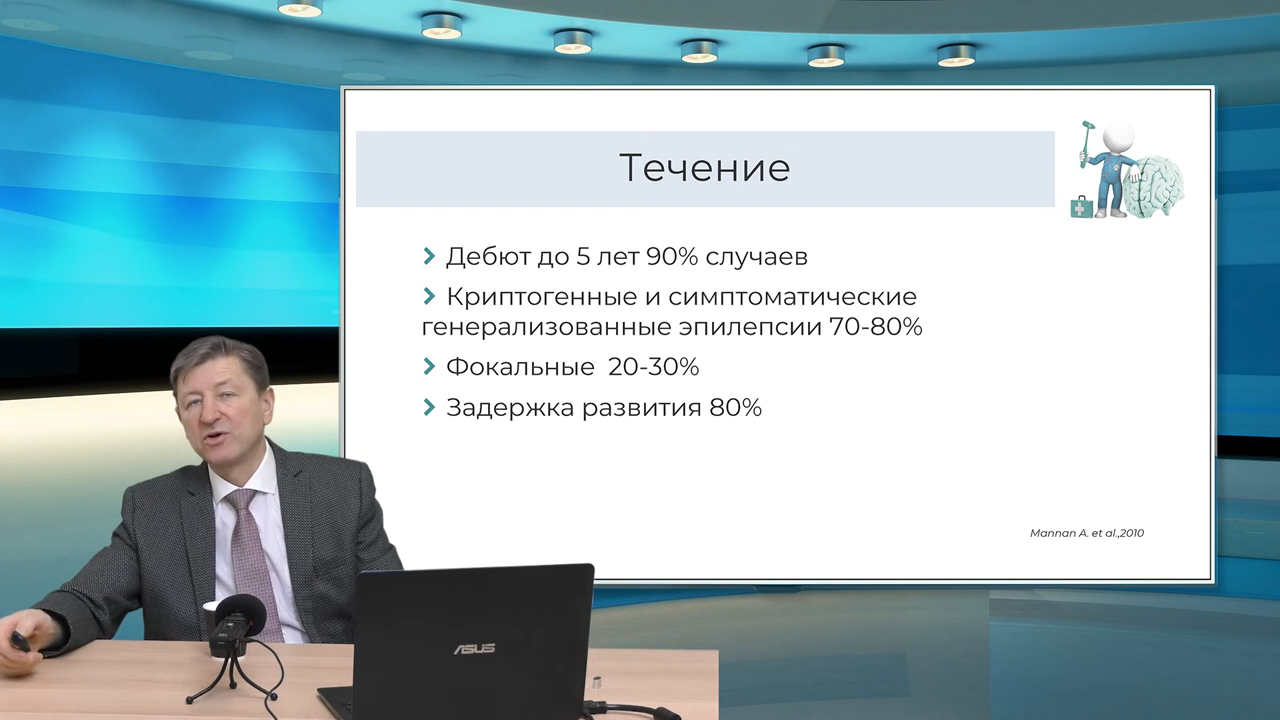 Течение
Дебют до 5 лет 90% случаев
Криптогенные и симптоматические
генерализованные эпилепсии 70-80%
Фокальные 20-30%
Задержка развития 80%
Mannan A. et al.,2010
ASUS